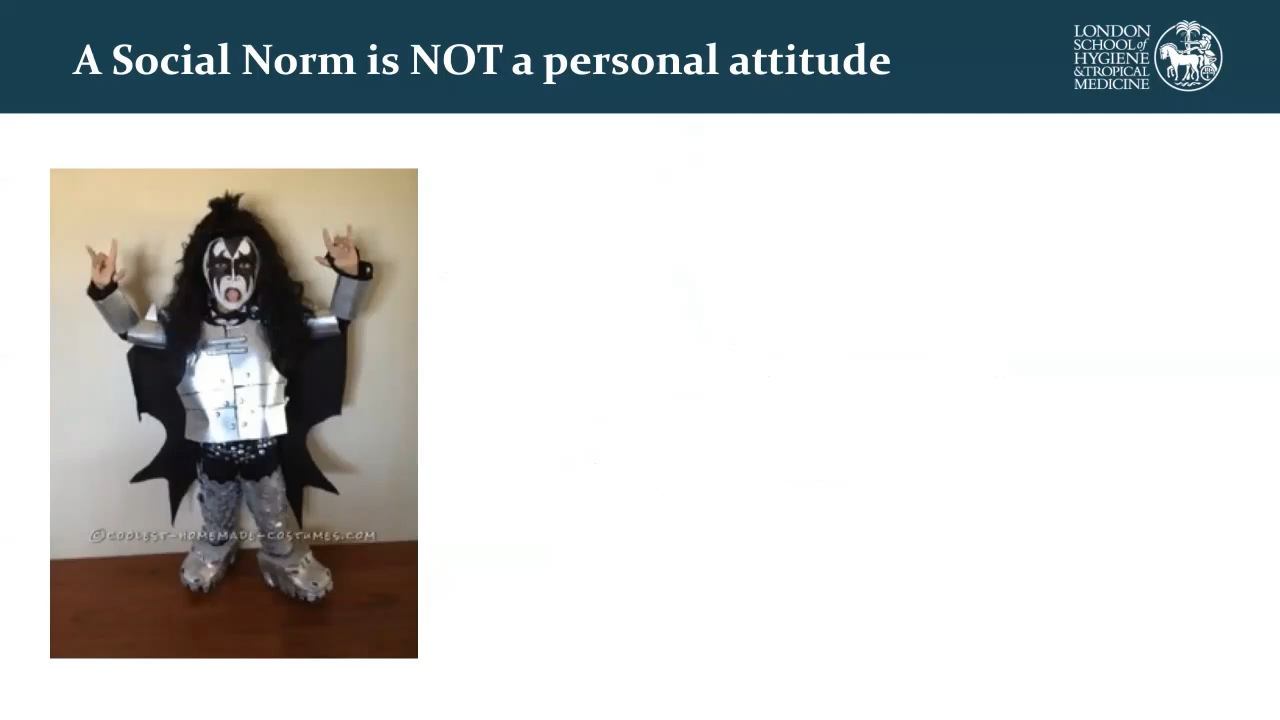 A Social Norm is NOT a personal attitude
LONDON
SCHOOL of
HYGIENE
& TROPICAL
MEDICINE
© COOLEST-HOMEMADE-COSTUMES.COM